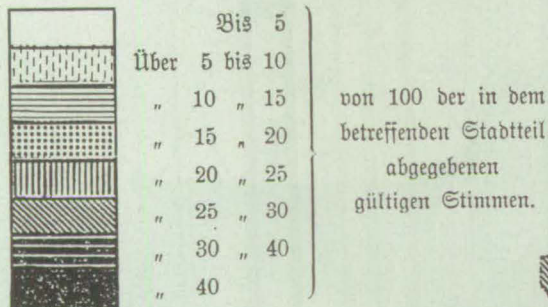 Bis 5
Über 5 bis 10
„ 10 „ 15
„ 15 „ 20
„ 20 „ 25
„ 25 „ 30
„ 30 „ 40
„ 40
von 100 der in dem
betreffenden Stadtteil
abgegebenen
gültigen Stimmen.